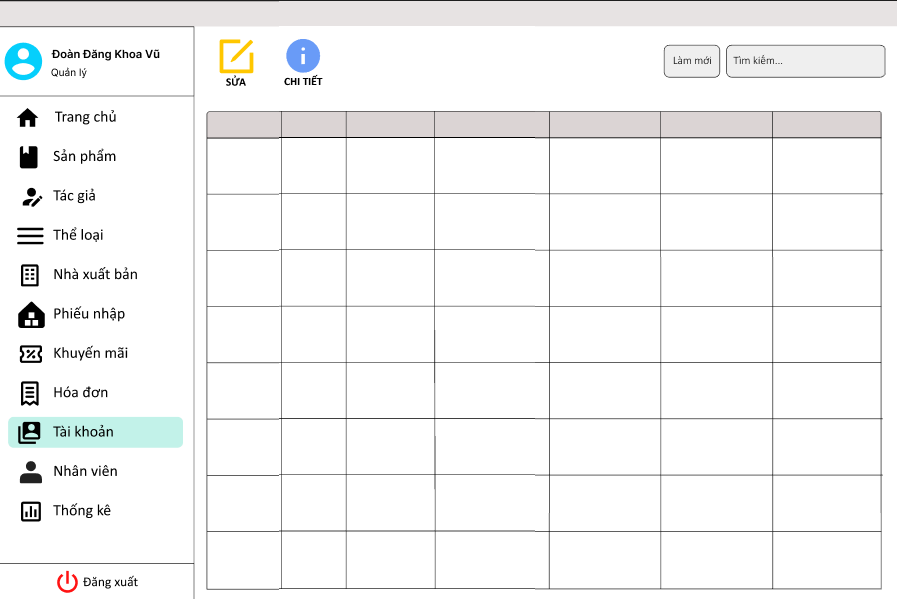 Đoàn Đăng Khoa Vũ
Quản lý
SỬA
CHI TIẾT
Làm mới
Tìm kiếm...
Trang chủ
Sản phẩm
Tác giả
Thể loại
Nhà xuất bản
Phiếu nhập
Khuyến mãi
Hóa đơn
Tài khoản
Nhân viên
Thống kê
Đăng xuất